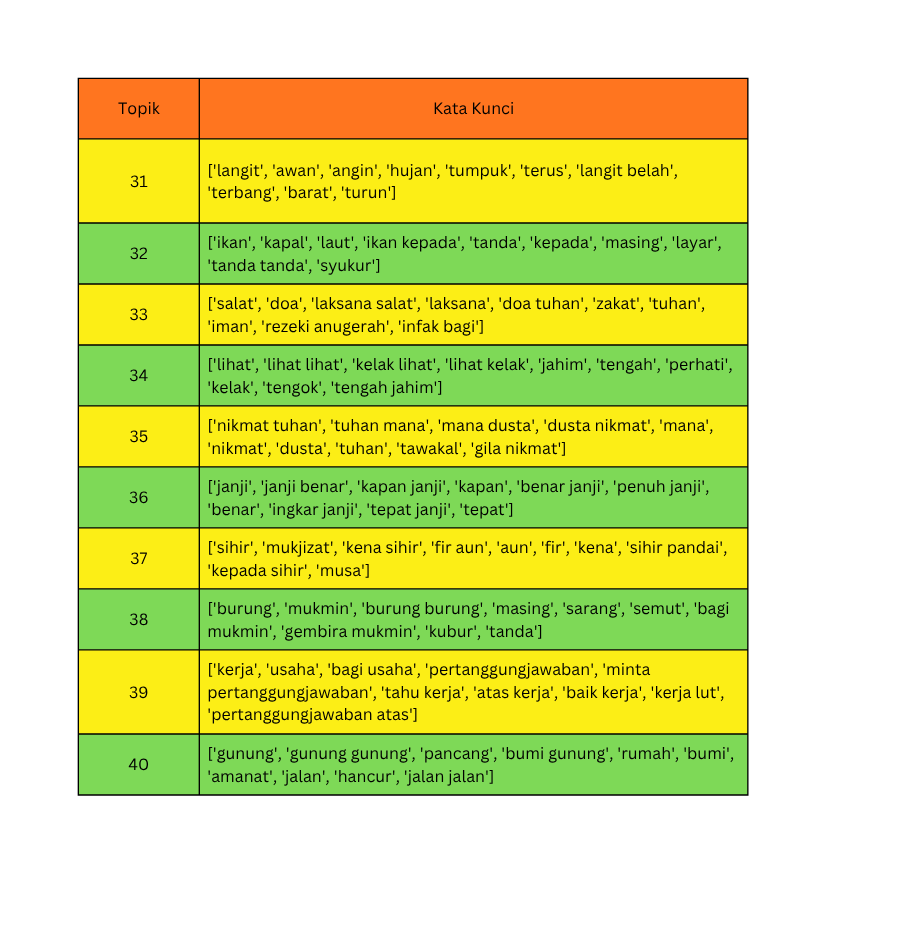 Topik
Kata Kunci
31
['langit', 'awan', 'angin', 'hujan', 'tumpuk', 'terus', 'langit belah',
'terbang', 'barat', 'turun']
32
['ikan', 'kapal', 'laut', 'ikan kepada', 'tanda', 'kepada', 'masing', 'layar',
'tanda tanda', 'syukur']
33
['salat', 'doa', 'laksana salat', 'laksana', 'doa tuhan', 'zakat', 'tuhan',
'iman', 'rezeki anugerah', 'infak bagi']
34
['lihat', 'lihat lihat', 'kelak lihat', 'lihat kelak', 'jahim', 'tengah', 'perhati',
'kelak', 'tengok', 'tengah jahim']
35
['nikmat tuhan', 'tuhan mana', 'mana dusta', 'dusta nikmat', 'mana',
'nikmat', 'dusta', 'tuhan', 'tawakal', 'gila nikmat']
36
['janji', 'janji benar', 'kapan janji', 'kapan', 'benar janji', 'penuh janji',
'benar', 'ingkar janji', 'tepat janji', 'tepat']
37
['sihir', 'mukjizat', 'kena sihir', 'fir aun', 'aun', 'fir', 'kena', 'sihir pandai',
'kepada sihir', 'musa']
38
['burung', 'mukmin', 'burung burung', 'masing', 'sarang', 'semut', 'bagi
mukmin', 'gembira mukmin', 'kubur', 'tanda']
39
['kerja', 'usaha', 'bagi usaha', 'pertanggungjawaban', 'minta
pertanggungjawaban', 'tahu kerja', 'atas kerja', 'baik kerja', 'kerja lut',
'pertanggungjawaban atas']
40
['gunung', 'gunung gunung', 'pancang', 'bumi gunung', 'rumah', 'bumi',
'amanat', 'jalan', 'hancur', 'jalan jalan']